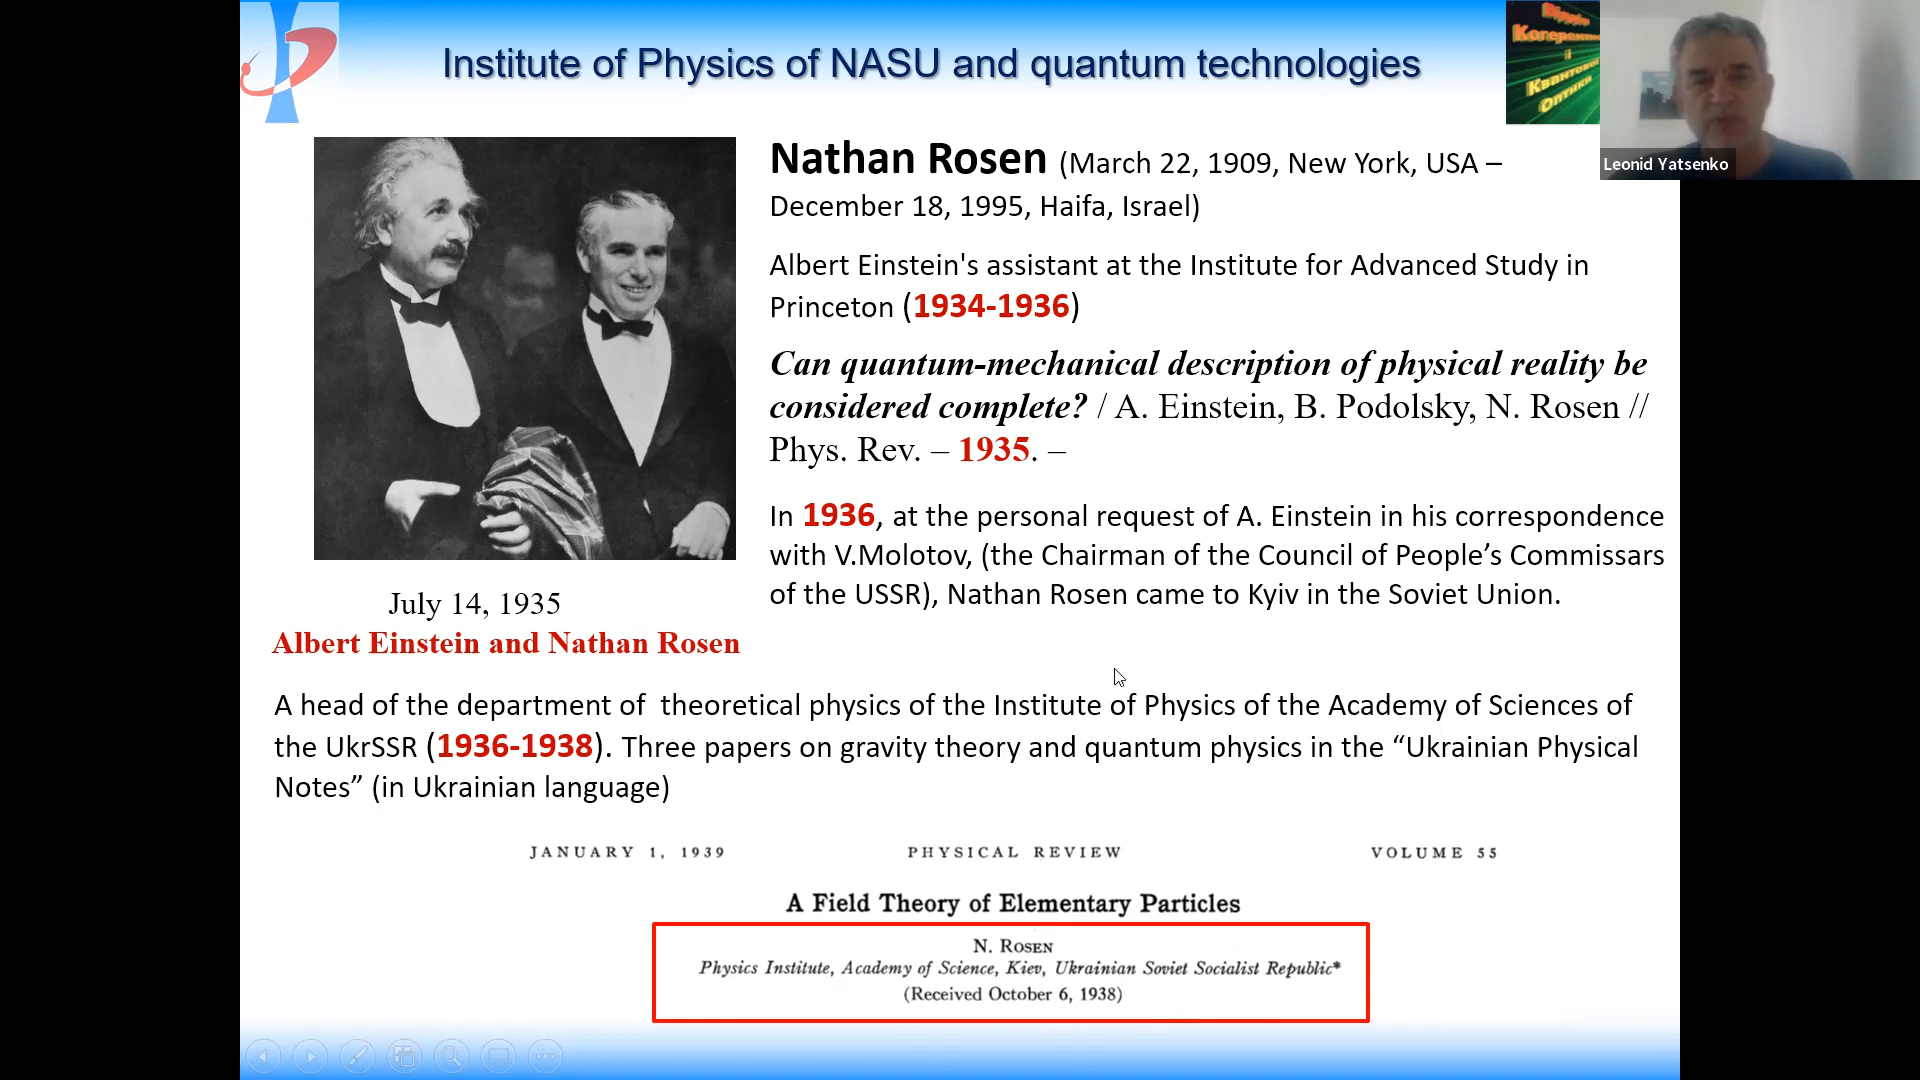 Institute of Physics of NASU and quantum technologies
Відділ
Когерентної
і
Квантової
Оптики
Leonid Yatsenko
Nathan Rosen (March 22, 1909, New York, USA –
December 18, 1995, Haifa, Israel)
Albert Einstein's assistant at the Institute for Advanced Study in
Princeton (1934-1936)
Can quantum-mechanical description of physical reality be
considered complete? / A. Einstein, B. Podolsky, N. Rosen //
Phys. Rev. – 1935. –
In 1936, at the personal request of A. Einstein in his correspondence
with V.Molotov, (the Chairman of the Council of People’s Commissars
of the USSR), Nathan Rosen came to Kyiv in the Soviet Union.
July 14, 1935
Albert Einstein and Nathan Rosen
A head of the department of theoretical physics of the Institute of Physics of the Academy of Sciences of
the UkrSSR (1936-1938). Three papers on gravity theory and quantum physics in the “Ukrainian Physical
Notes” (in Ukrainian language)
JANUARY 1, 1939 PHYSICAL REVIEW VOLUME 55
A Field Theory of Elementary Particles
N. Rosen
Physics Institute, Academy of Science, Kiev, Ukrainian Soviet Socialist Republic*
(Received October 6, 1938)